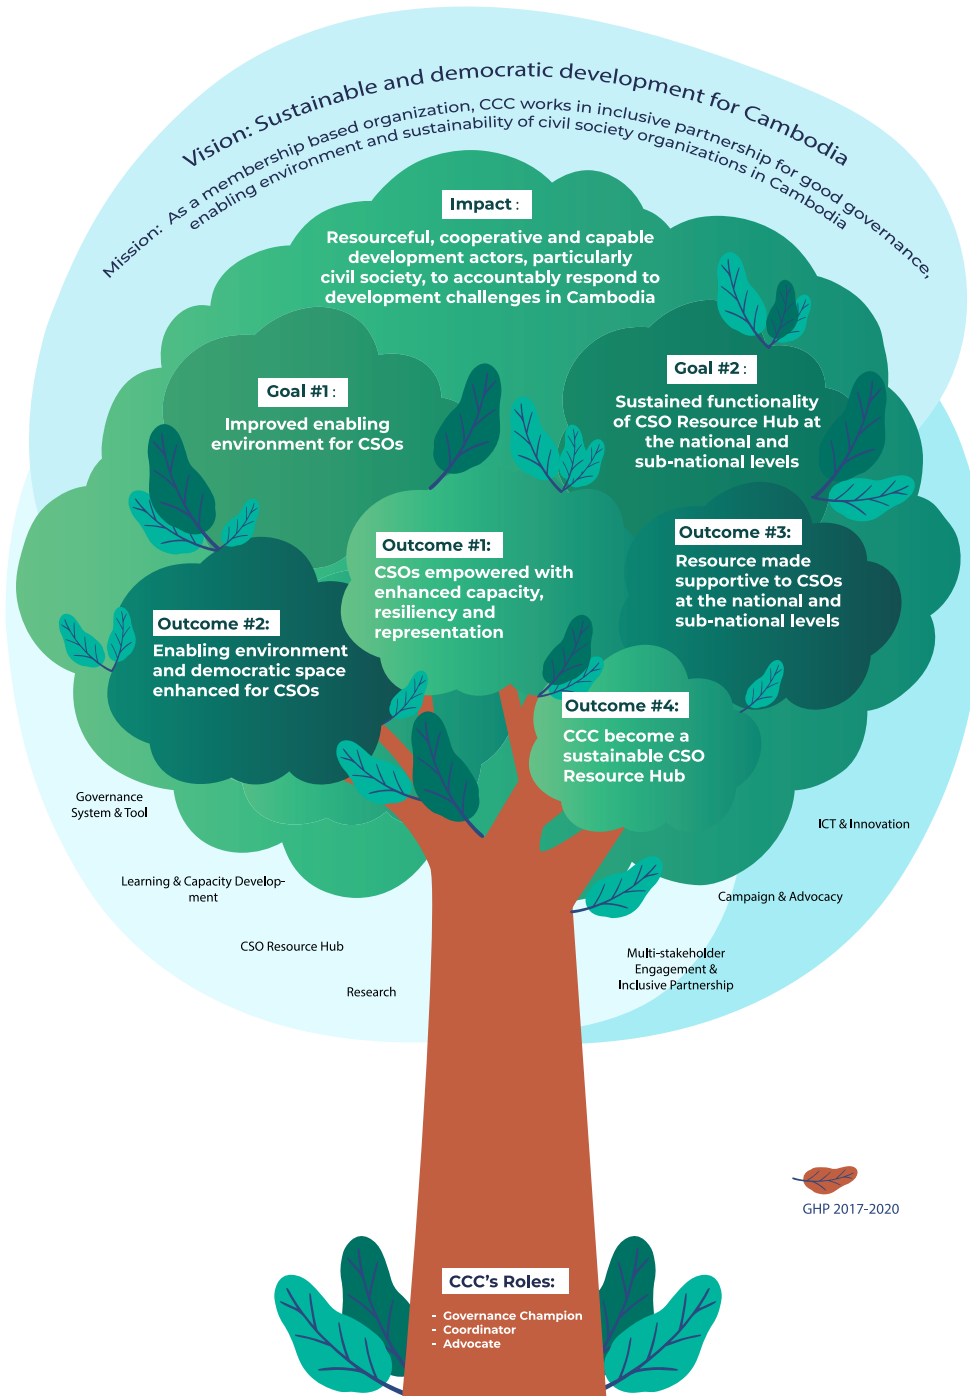 Vision: Sustainable and democratic development for Cambodia
Mission: As a membership based organization, CCC works in inclusive partnership for good governance,
enabling environment and sustainability of civil society organizations in Cambodia
Impact :
Resourceful, cooperative and capable
development actors, particularly
civil society, to accountably respond to
development challenges in Cambodia
Goal #1 :
Improved enabling
environment for CSOs
Goal #2 :
Sustained functionality
of CSO Resource Hub at
the national and
sub-national levels
Outcome #1:
CSOs empowered with
enhanced capacity,
resiliency and
representation
Outcome #3:
Resource made
supportive to CSOs
at the national and
sub-national levels
Outcome #2:
Enabling environment
and democratic space
enhanced for CSOs
Outcome #4:
CCC become a
sustainable CSO
Resource Hub
Governance
System & Tool
Learning & Capacity Develop-
ment
CSO Resource Hub
Research
ICT & Innovation
Campaign & Advocacy
Multi-stakeholder
Engagement &
Inclusive Partnership
GHP 2017-2020
CCC's Roles:
- Governance Champion
- Coordinator
- Advocate